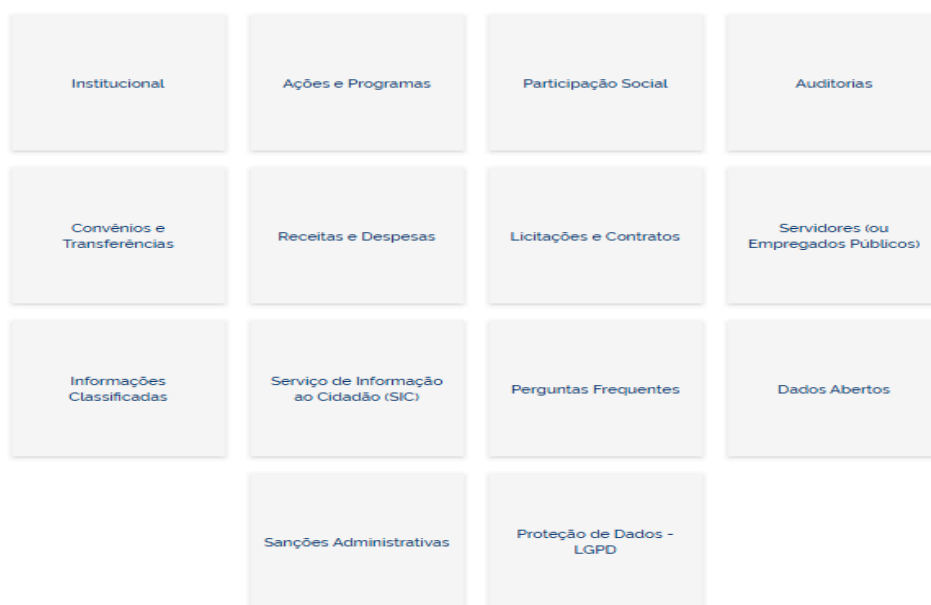 Institucional
Ações e Programas
Participação Social
Auditorias
Convênios e
Transferências
Receitas e Despesas
Licitações e Contratos
Servidores (ou
Empregados Públicos)
Informações
Classificadas
Serviço de Informação
ao Cidadão (SIC)
Perguntas Frequentes
Dados Abertos
Sanções Administrativas
Proteção de Dados -
LGPD